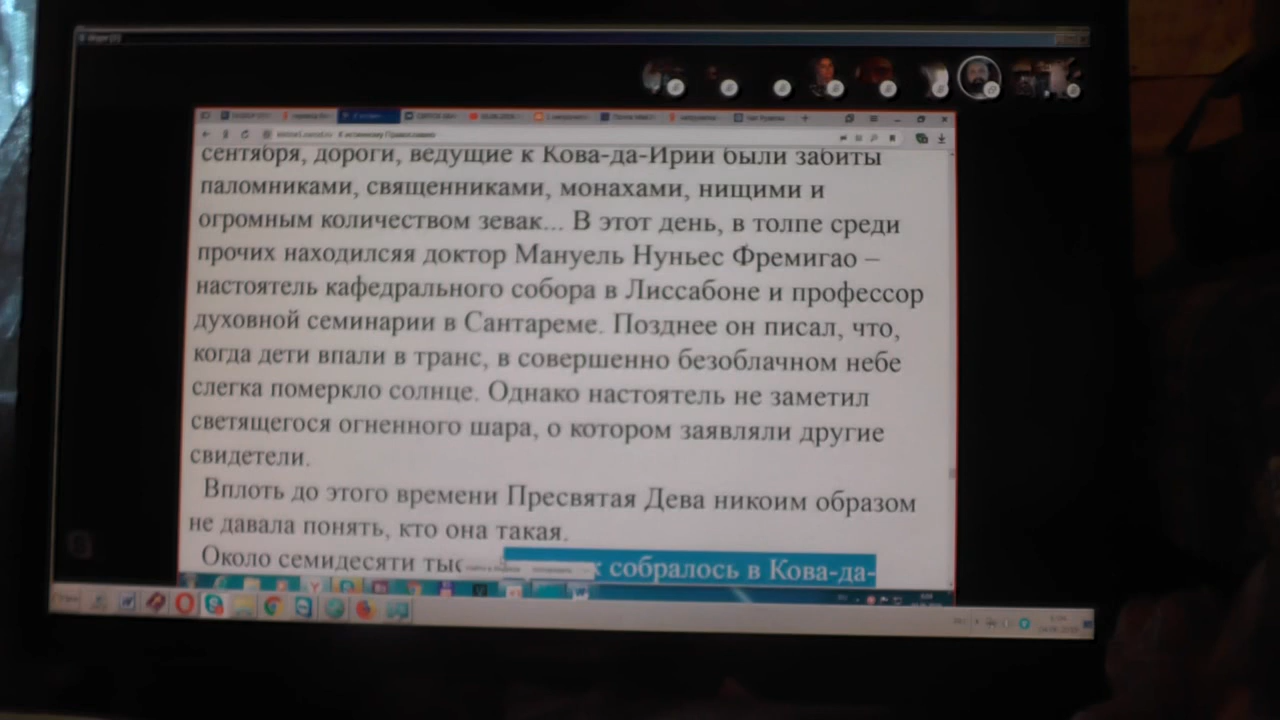 сентября, дороги, ведущие к Кова-да-Ирии были забиты
паломниками, священниками, монахами, нищими и
огромным количеством зевак... В этот день, в толпе среди
прочих находилсяя доктор Мануель Нуньес Фремигао –
настоятель кафедрального собора в Лиссабоне и профессор
духовной семинарии в Сантареме. Позднее он писал, что,
когда дети впали в транс, в совершенно безоблачном небе
слегка померкло солнце. Однако настоятель не заметил
светящегося огненного шара, о котором заявляли другие
свидетели.
Вплоть до этого времени Пресвятая Дева никоим образом
не давала понять, кто она такая.
Около семидесяти тыс х собралось в Кова-да-